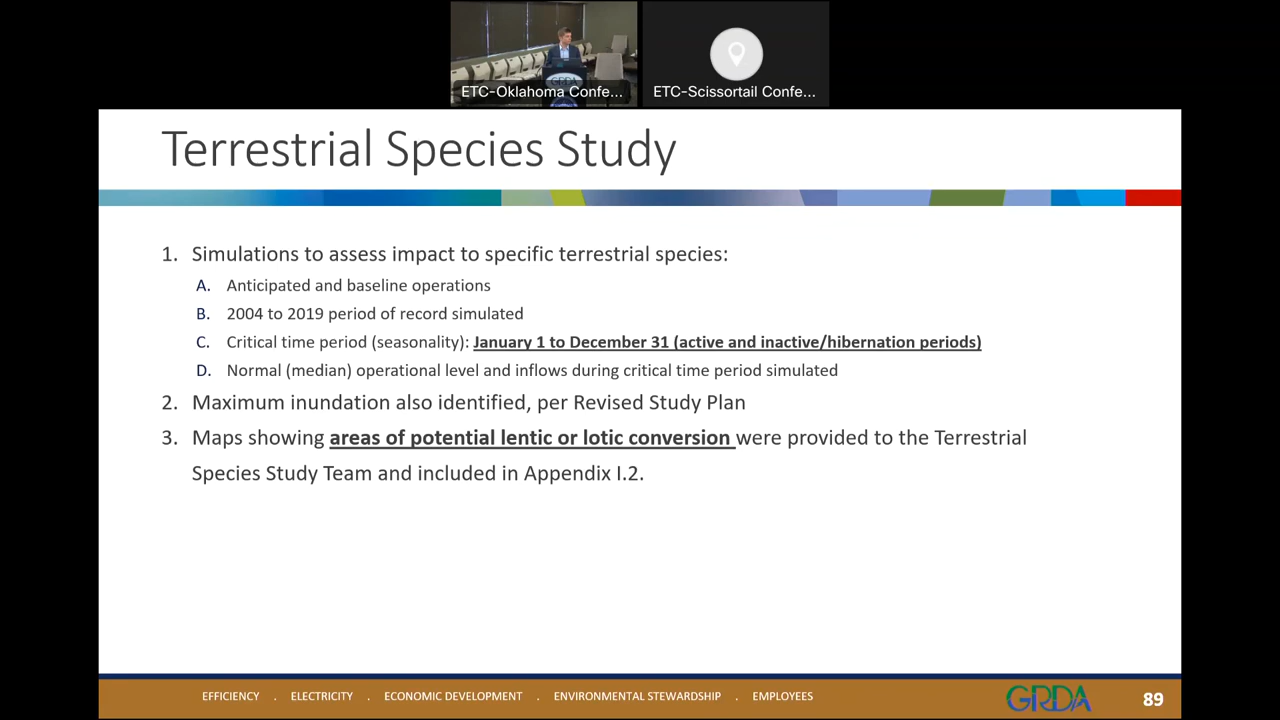 GRDA
ETC-Oklahoma Confe...
ETC-Scissortail Confe...
Terrestrial Species Study
1. Simulations to assess impact to specific terrestrial species:
A. Anticipated and baseline operations
B. 2004 to 2019 period of record simulated
C. Critical time period (seasonality): January 1 to December 31 (active and inactive/hibernation periods)
D. Normal (median) operational level and inflows during critical time period simulated
2. Maximum inundation also identified, per Revised Study Plan
3. Maps showing areas of potential lentic or lotic conversion were provided to the Terrestrial
Species Study Team and included in Appendix I.2.
EFFICIENCY . ELECTRICITY . ECONOMIC DEVELOPMENT . ENVIRONMENTAL STEWARDSHIP . EMPLOYEES
GRDA
89